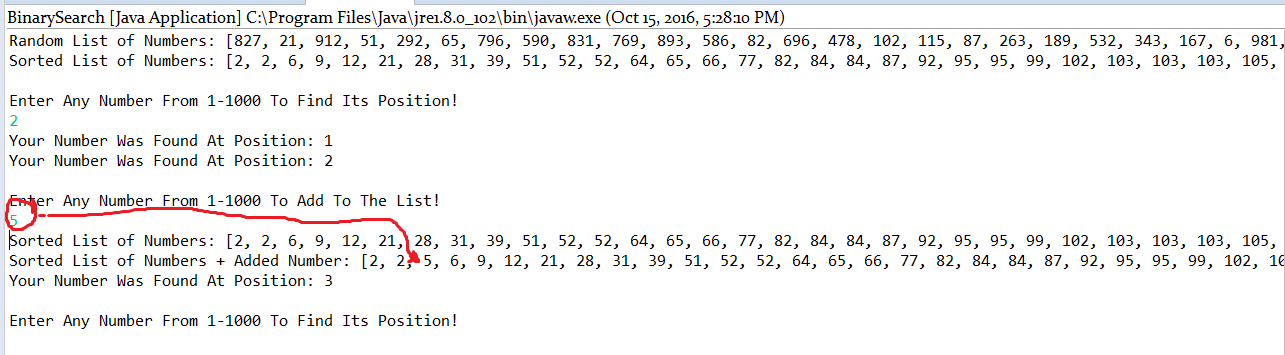 BinarySearch [Java Application] C:\Program Files\Java\jre1.8.0_102\bin\javaw.exe (Oct 15, 2016, 5:28:10 PM)
Random List of Numbers: [827, 21, 912, 51, 292, 65, 796, 590, 831, 769, 893, 586, 82, 696, 478, 102, 115, 87, 263, 189, 532, 343, 167, 6, 981,
Sorted List of Numbers: [2, 2, 6, 9, 12, 21, 28, 31, 39, 51, 52, 52, 64, 65, 66, 77, 82, 84, 84, 87, 92, 95, 95, 99, 102, 103, 103, 103, 105,
Enter Any Number From 1-1000 To Find Its Position!
2
Your Number Was Found At Position: 1
Your Number Was Found At Position: 2
Enter Any Number From 1-1000 To Add To The List!
5
Sorted List of Numbers: [2, 2, 6, 9, 12, 21, 28, 31, 39, 51, 52, 52, 64, 65, 66, 77, 82, 84, 84, 87, 92, 95, 95, 99, 102, 103, 103, 103, 105,
Sorted List of Numbers + Added Number: [2, 2, 5, 6, 9, 12, 21, 28, 31, 39, 51, 52, 52, 64, 65, 66, 77, 82, 84, 84, 87, 92, 95, 95, 99, 102, 10
Your Number Was Found At Position: 3
Enter Any Number From 1-1000 To Find Its Position!